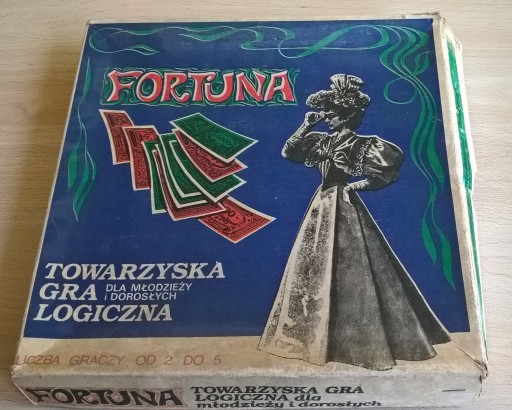 FORTUNA
TOWARZYSKA
GRA DLA MŁODZIEŻY
i DOROSŁYCH
LOGICZNA
LICZBA GRACZY OD 2 DO 5
FORTUNA TOWARZYSKA GRA
LOGICZNA dla
młodzieży i dorosłych